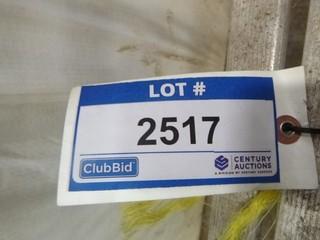 LOT #
2517
ClubBid
CENTURY
AUCTIONS